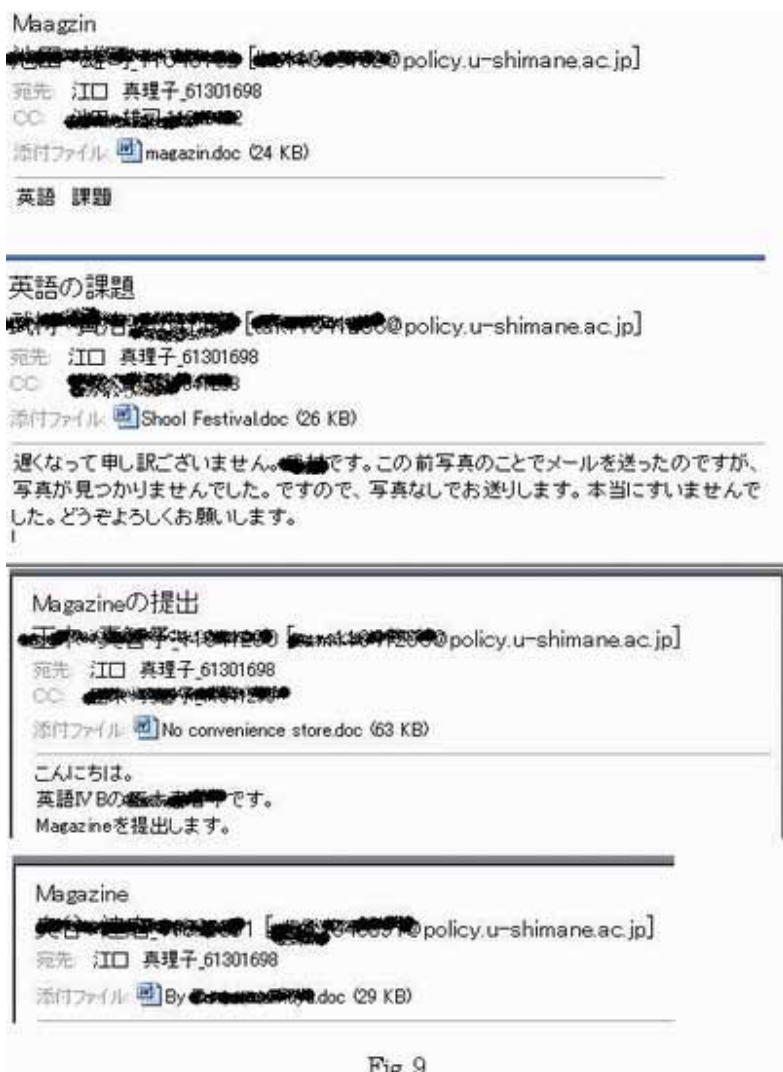 Maagzin
@policy.u-shimane.ac.jp]
宛先: 江口 真理子_61301698
CC:
添付ファイル: magazin.doc (24 KB)
英語 課題
英語の課題
@policy.u-shimane.ac.jp]
宛先: 江口 真理子_61301698
CC:
添付ファイル: Shool Festival.doc (26 KB)
遅くなって申し訳ございません。です。この前写真のことでメールを送ったのですが、
写真が見つかりませんでした。ですので、写真なしでお送りします。本当にすいませんで
した。どうぞよろしくお願いします。
Magazineの提出
@policy.u-shimane.ac.jp]
宛先: 江口 真理子_61301698
CC:
添付ファイル: No convenience store.doc (63 KB)
こんにちは。
英語Ⅳ Bのです。
Magazineを提出します。
Magazine
@policy.u-shimane.ac.jp]
宛先: 江口 真理子_61301698
添付ファイル: By .doc (29 KB)
Fig. 9